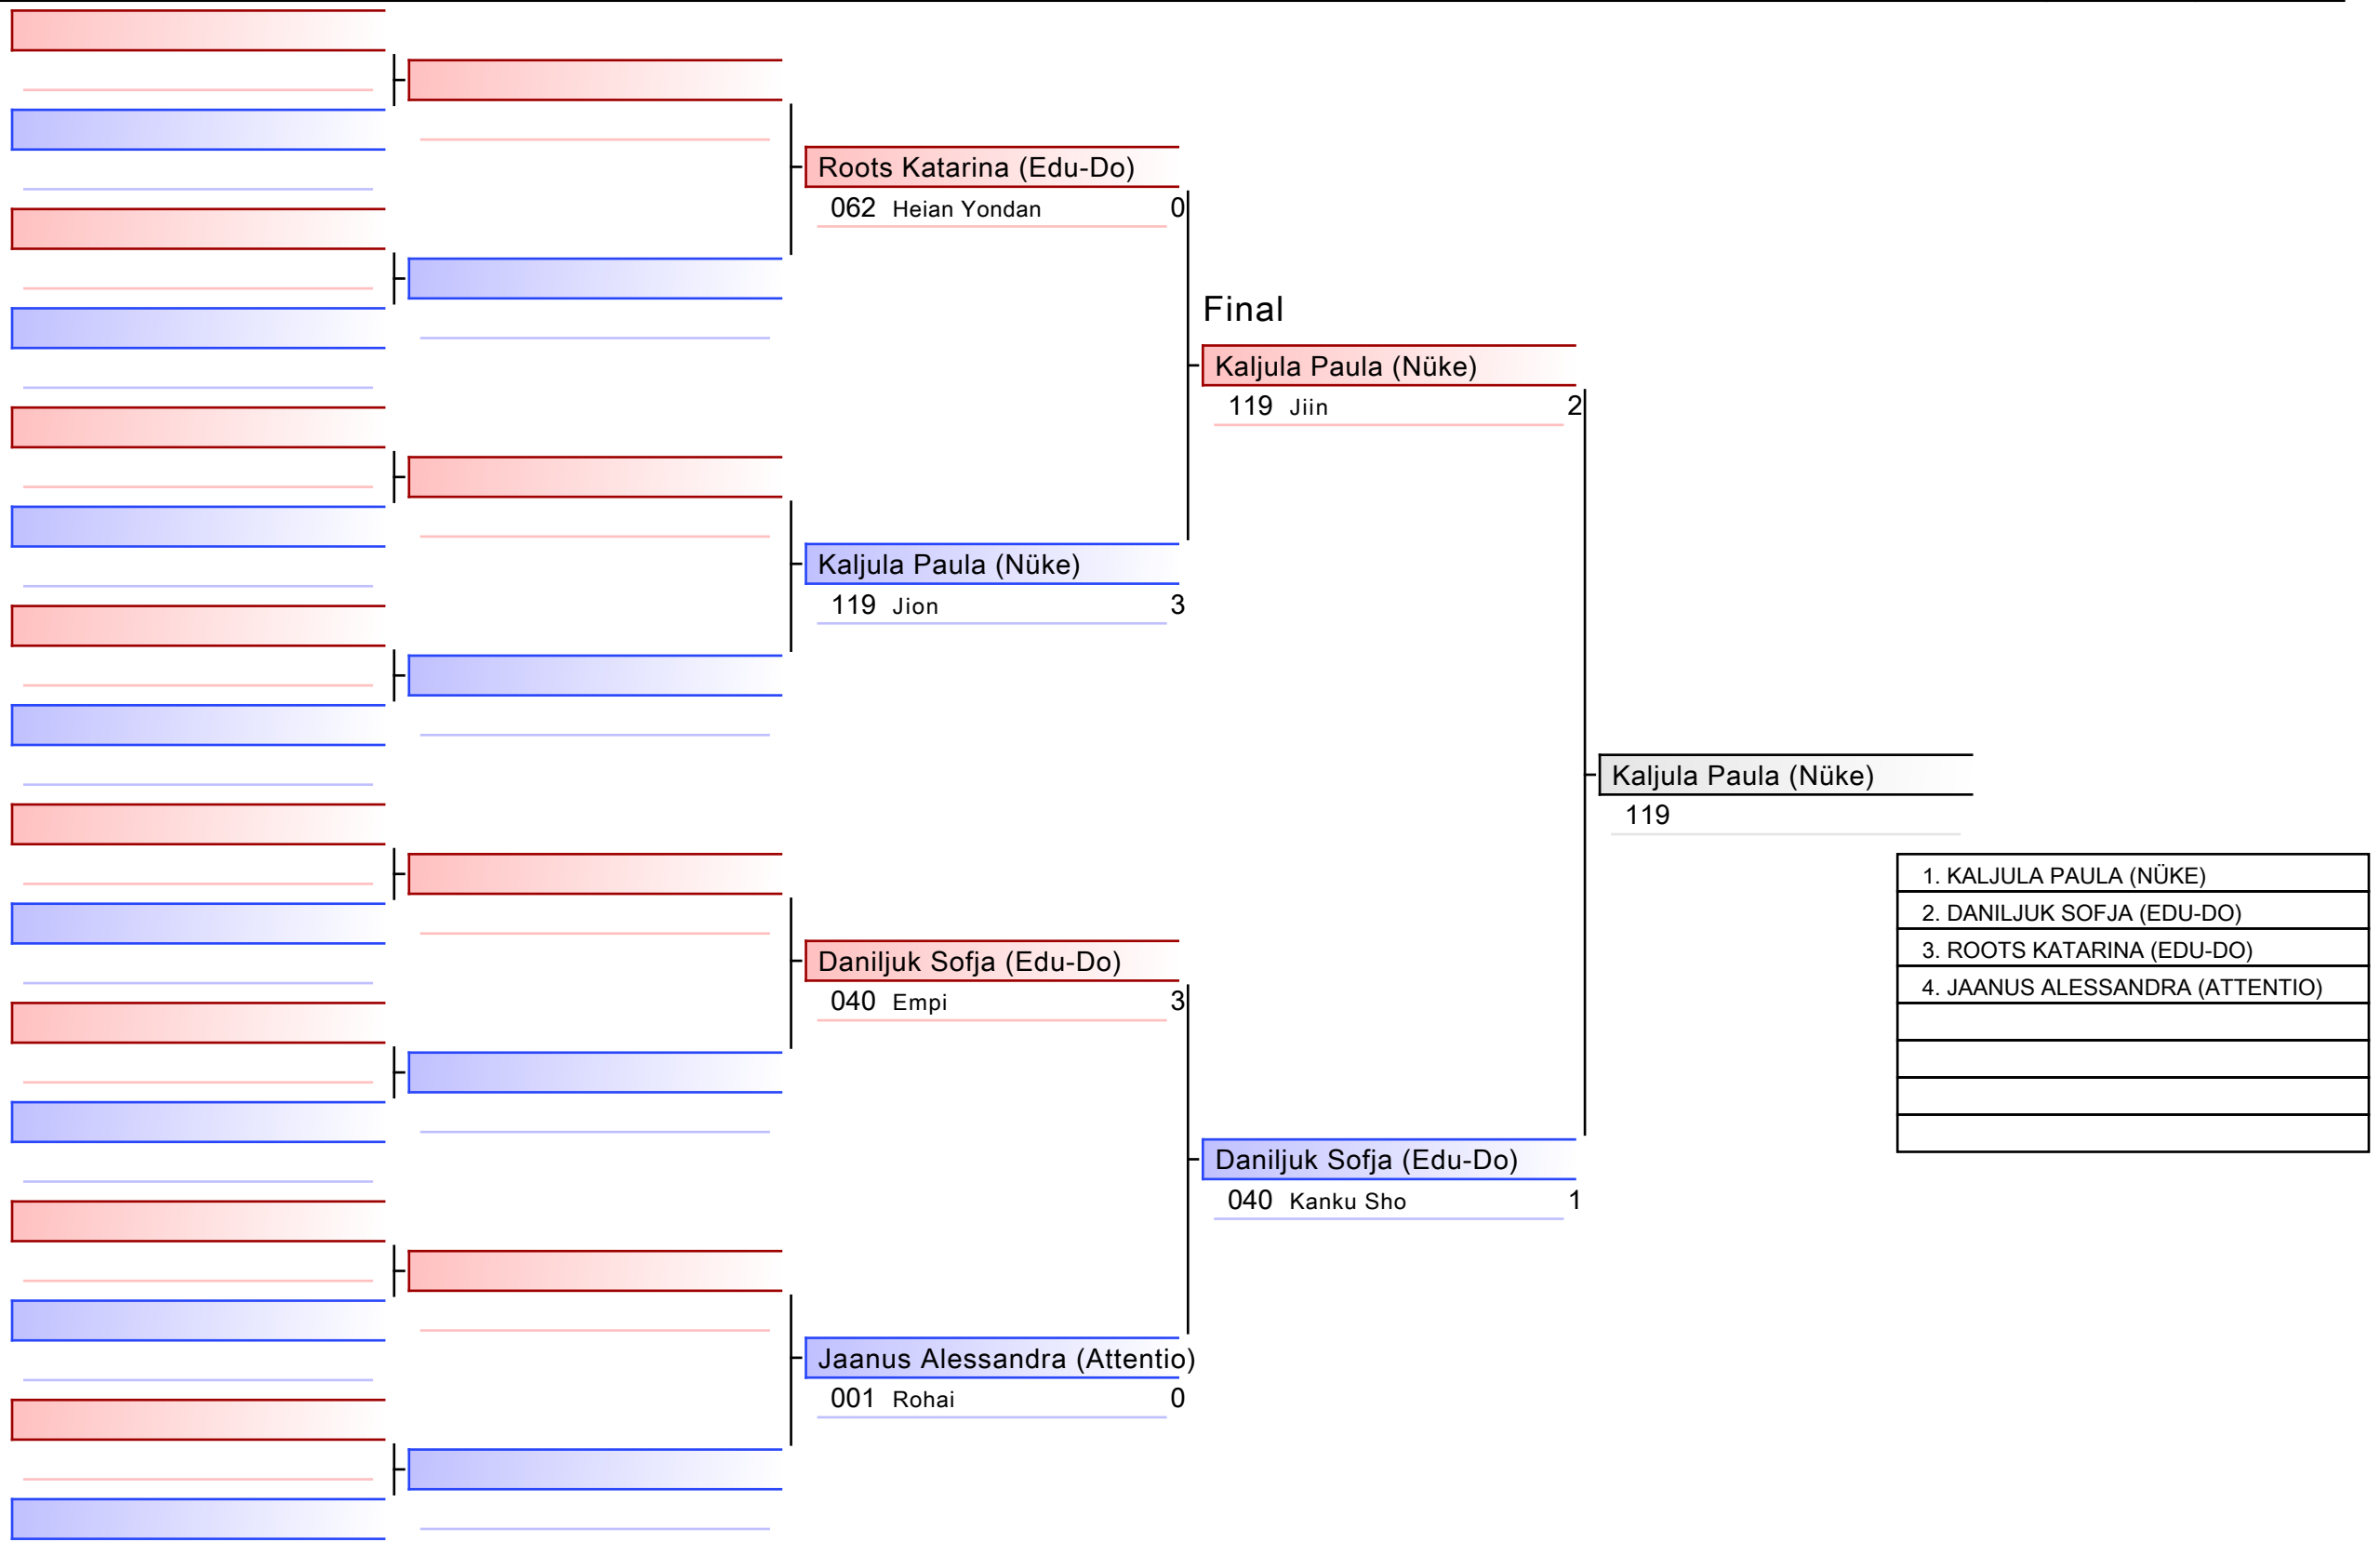 Roots Katarina (Edu-Do)
062 Heian Yondan 0
Final
Kaljula Paula (Nüke)
119 Jiin 2
Kaljula Paula (Nüke)
119 Jion 3
Kaljula Paula (Nüke)
119
1. KALJULA PAULA (NÜKE)
2. DANILJUK SOFJA (EDU-DO)
3. ROOTS KATARINA (EDU-DO)
4. JAANUS ALESSANDRA (ATTENTIO)
Daniljuk Sofja (Edu-Do)
040 Empi 3
Daniljuk Sofja (Edu-Do)
040 Kanku Sho 1
Jaanus Alessandra (Attentio)
001 Rohai 0